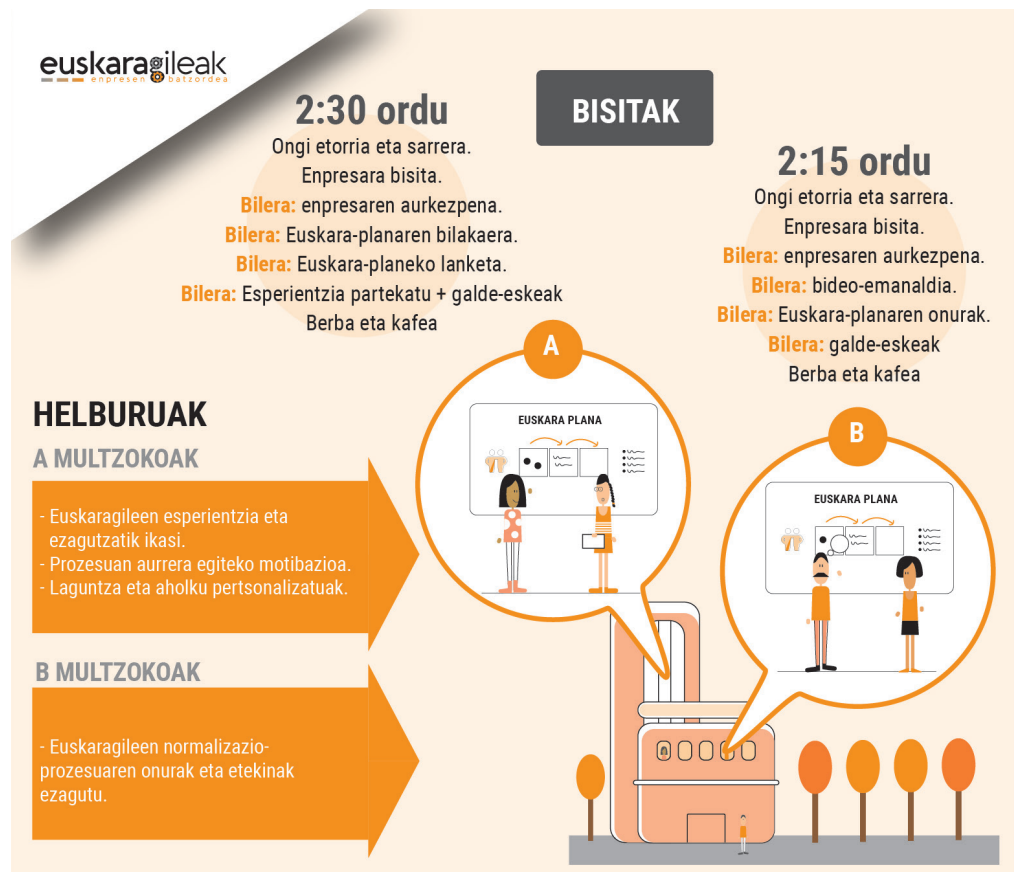 euskaragileak
enpresen batzordea
BISITAK
2:30 ordu
Ongi etorria eta sarrera.
Enpresara bisita.
Bilera: enpresaren aurkezpena.
Bilera: Euskara-planaren bilakaera.
Bilera: Euskara-planeko lanketa.
Bilera: Esperientzia partekatu + galde-eskeak
Berba eta kafea
2:15 ordu
Ongi etorria eta sarrera.
Enpresara bisita.
Bilera: enpresaren aurkezpena.
Bilera: bideo-emanaldia.
Bilera: Euskara-planaren onurak.
Bilera: galde-eskeak
Berba eta kafea
A
EUSKARA PLANA
B
EUSKARA PLANA
HELBURUAK
A MULTZOKOAK
- Euskaragileen esperientzia eta
ezagutzatik ikasi.
- Prozesuan aurrera egiteko motibazioa.
- Laguntza eta aholku pertsonalizatuak.
B MULTZOKOAK
- Euskaragileen normalizazio-
prozesuaren onurak eta etekinak
ezagutu.